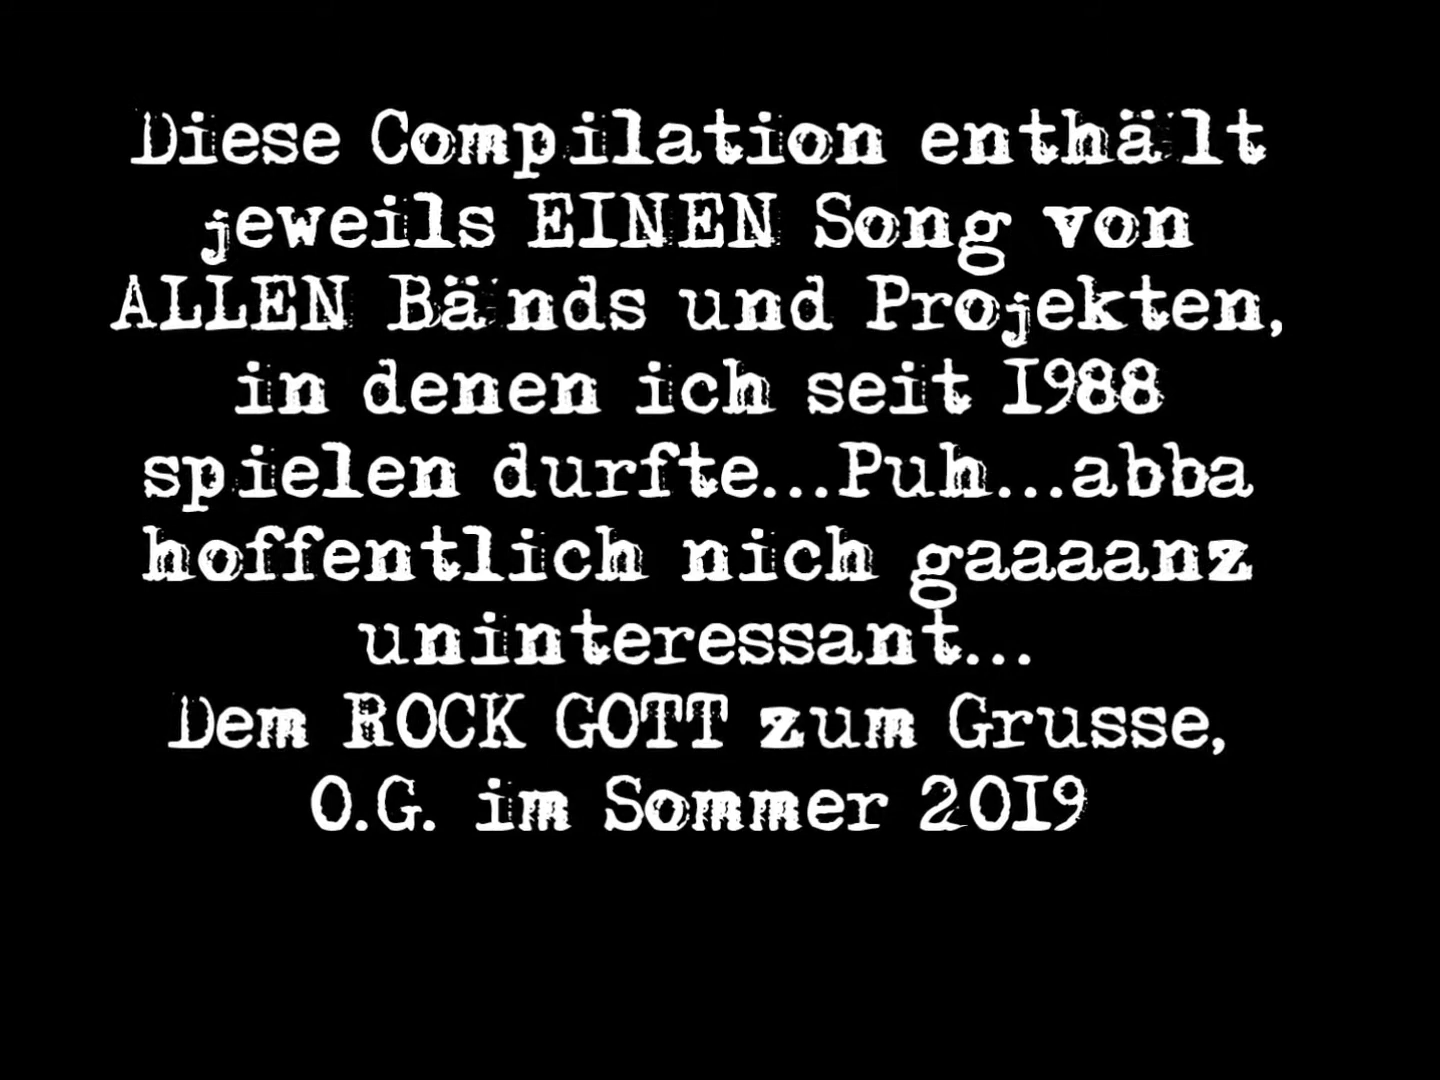 Diese Compilation enthält
jeweils EINEN Song von
ALLEN Bänds und Projekten,
in denen ich seit 1988
spielen durfte...Puh...abba
hoffentlich nich gaaaanz
uninteressant...
Dem ROCK GOTT zum Grusse,
O.G. im Sommer 2019